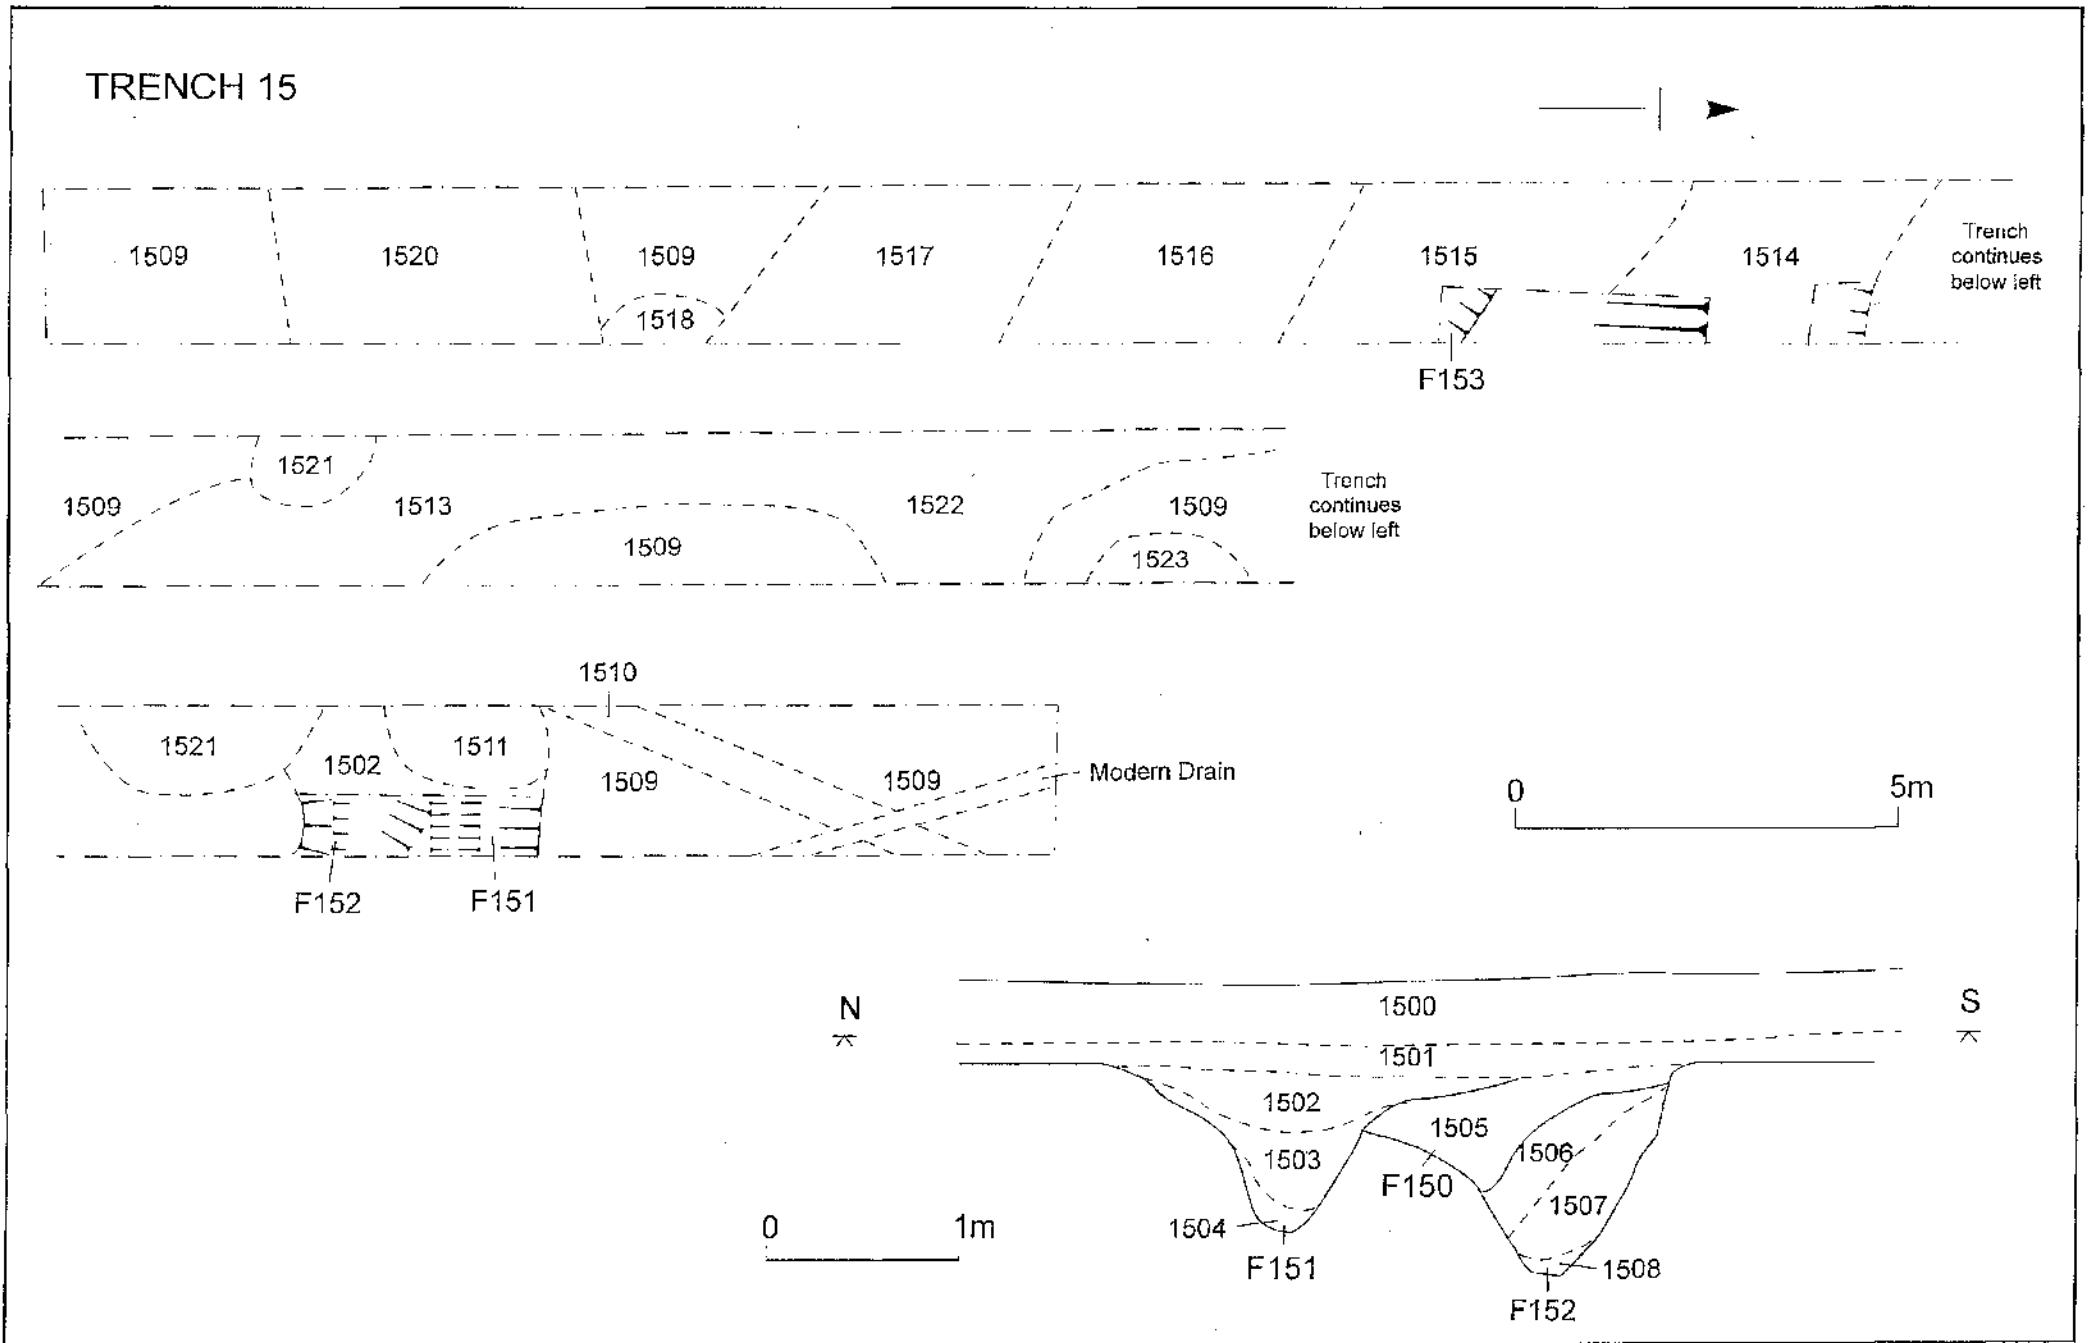 TRENCH 15
1509
1520
1509
1517
1516
1515
1514
Trench
continues
below left
1518
F153
1521
1509
1513
1522
1509
Trench
continues
below left
1509
1523
1510
1521
1511
1502
1509
1509
Modern Drain
0 5m
F152
F151
N
S
1500
1501
1502
1505
1506
1503
F150
1507
1504
1508
F151
F152
0 1m